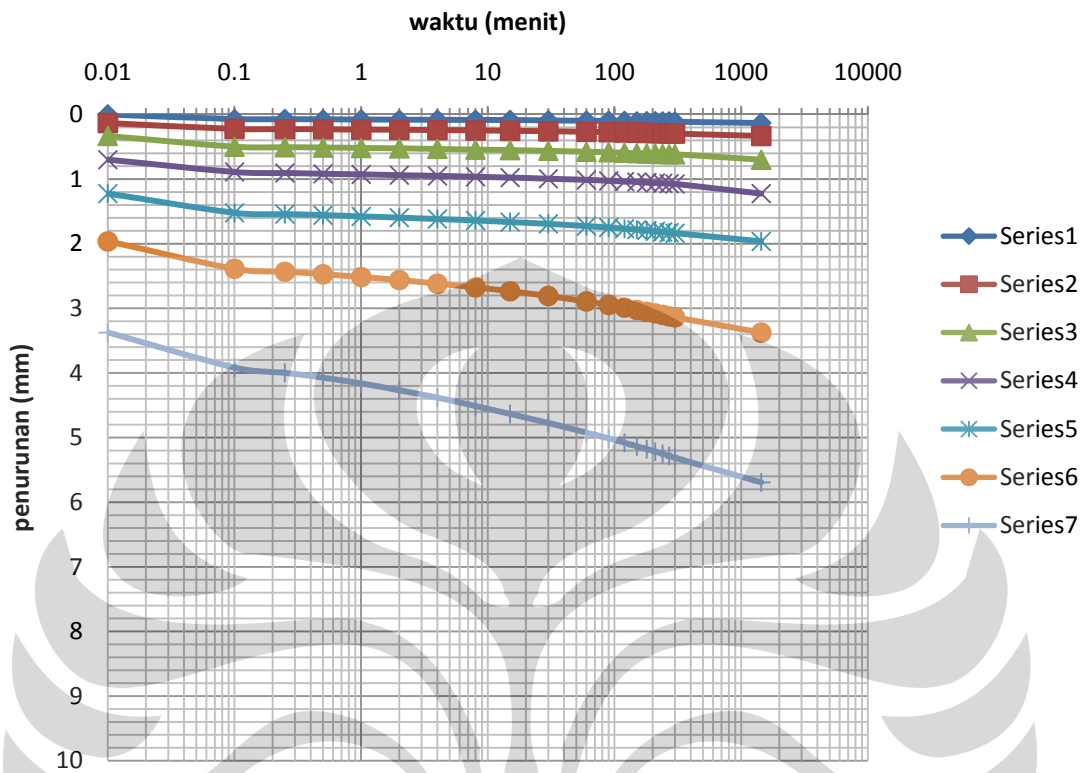 waktu (menit)
0.01 0.1 1 10 100 1000 10000
0
1
2
3
4
5
6
7
8
9
10
penurunan (mm)
Series1
Series2
Series3
Series4
Series5
Series6
Series7